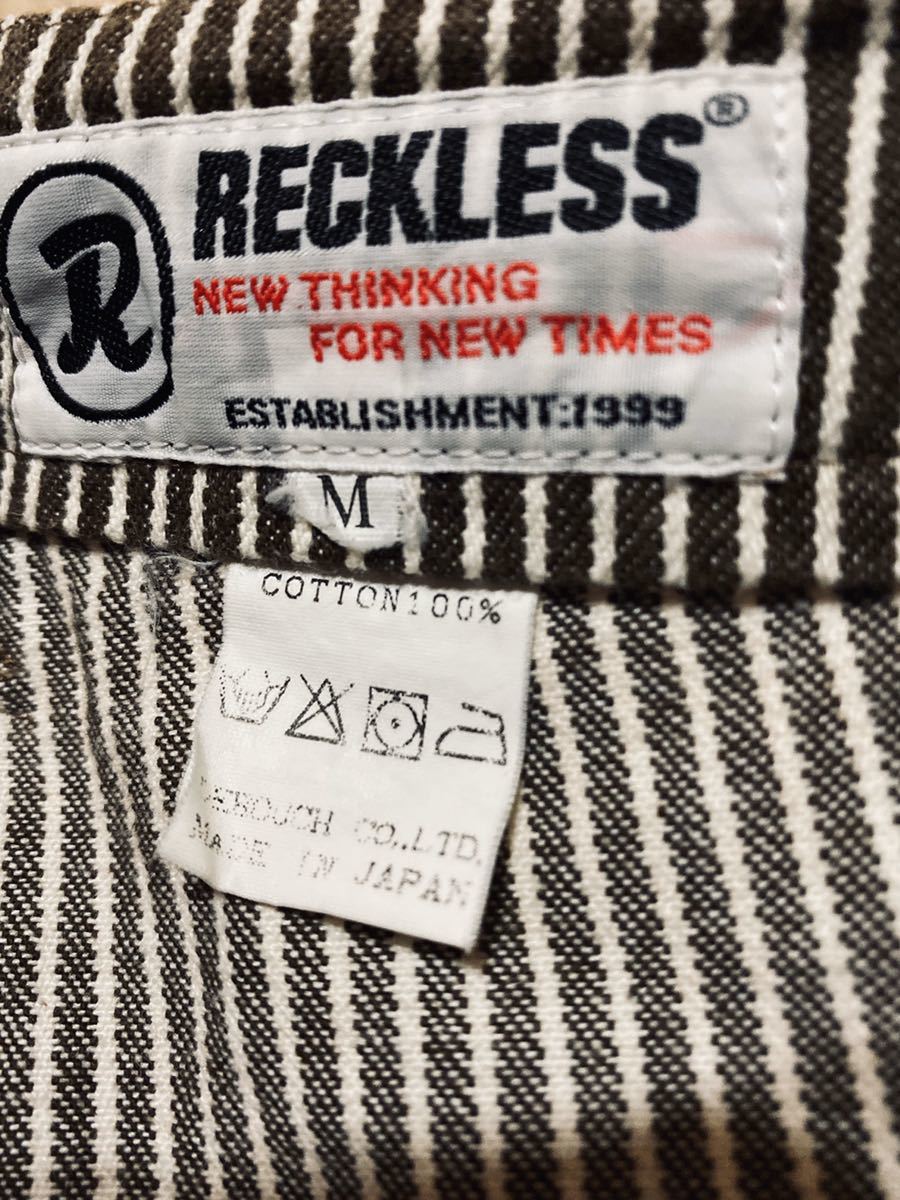 RECKLESS®
R
NEW THINKING
FOR NEW TIMES
ESTABLISHMENT:1999
M
COTTON100%
CO.,LTD.
MADE IN JAPAN